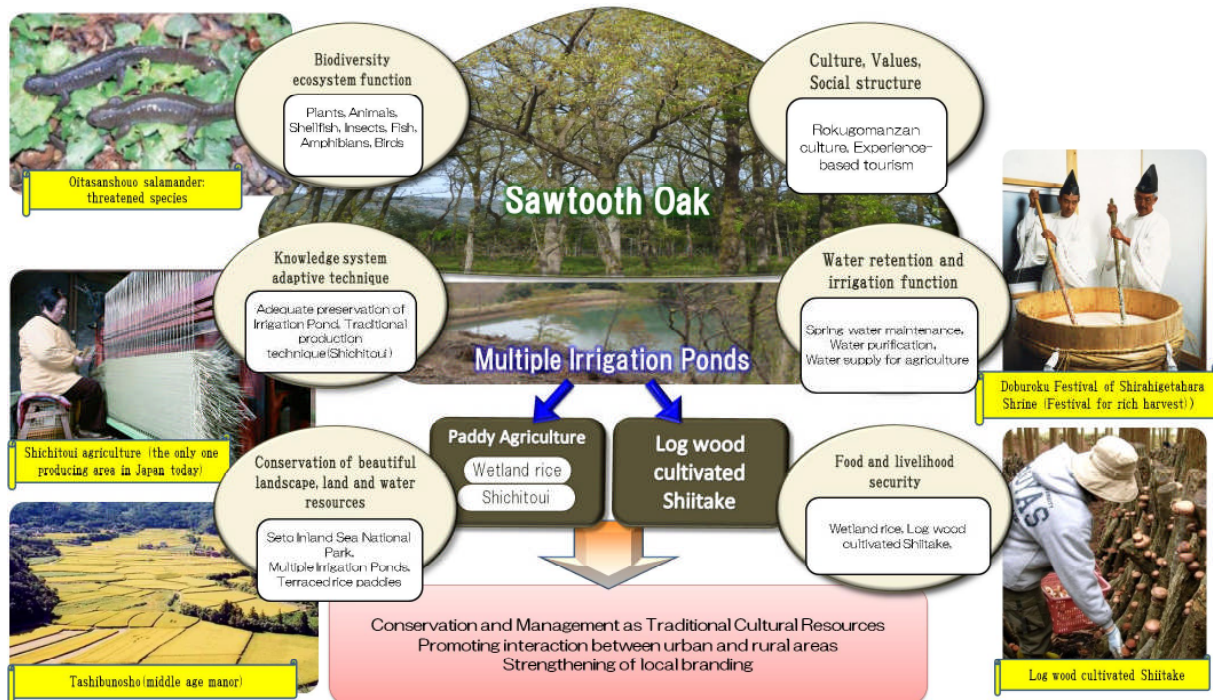 Biodiversity
ecosystem function
Plants, Animals,
Shellfish, Insects, Fish,
Amphibians, Birds
Oitasanshouo salamander:
threatened species
Sawtooth Oak
Culture, Values,
Social structure
Rokugomanzan
culture, Experience-
based tourism
Knowledge system
adaptive technique
Adequate preservation of
Irrigation Pond, Traditional
production
technique(Shichitoui)
Shichitoui agriculture (the only one
producing area in Japan today)
Multiple Irrigation Ponds
Water retention and
irrigation function
Spring water maintenance,
Water purification,
Water supply for agriculture
Doburoku Festival of Shirahigetahara
Shrine (Festival for rich harvest))
Paddy Agriculture
Wetland rice
Shichitoui
Log wood
cultivated
Shiitake
Conservation of beautiful
landscape, land and water
resources
Seto Inland Sea National
Park,
Multiple Irrigation Ponds,
Terraced rice paddies
Tashibunosho(middle age manor)
Food and livelihood
security
Wetland rice, Log wood
cultivated Shiitake,
Log wood cultivated Shiitake
Conservation and Management as Traditional Cultural Resources
Promoting interaction between urban and rural areas
Strengthening of local branding